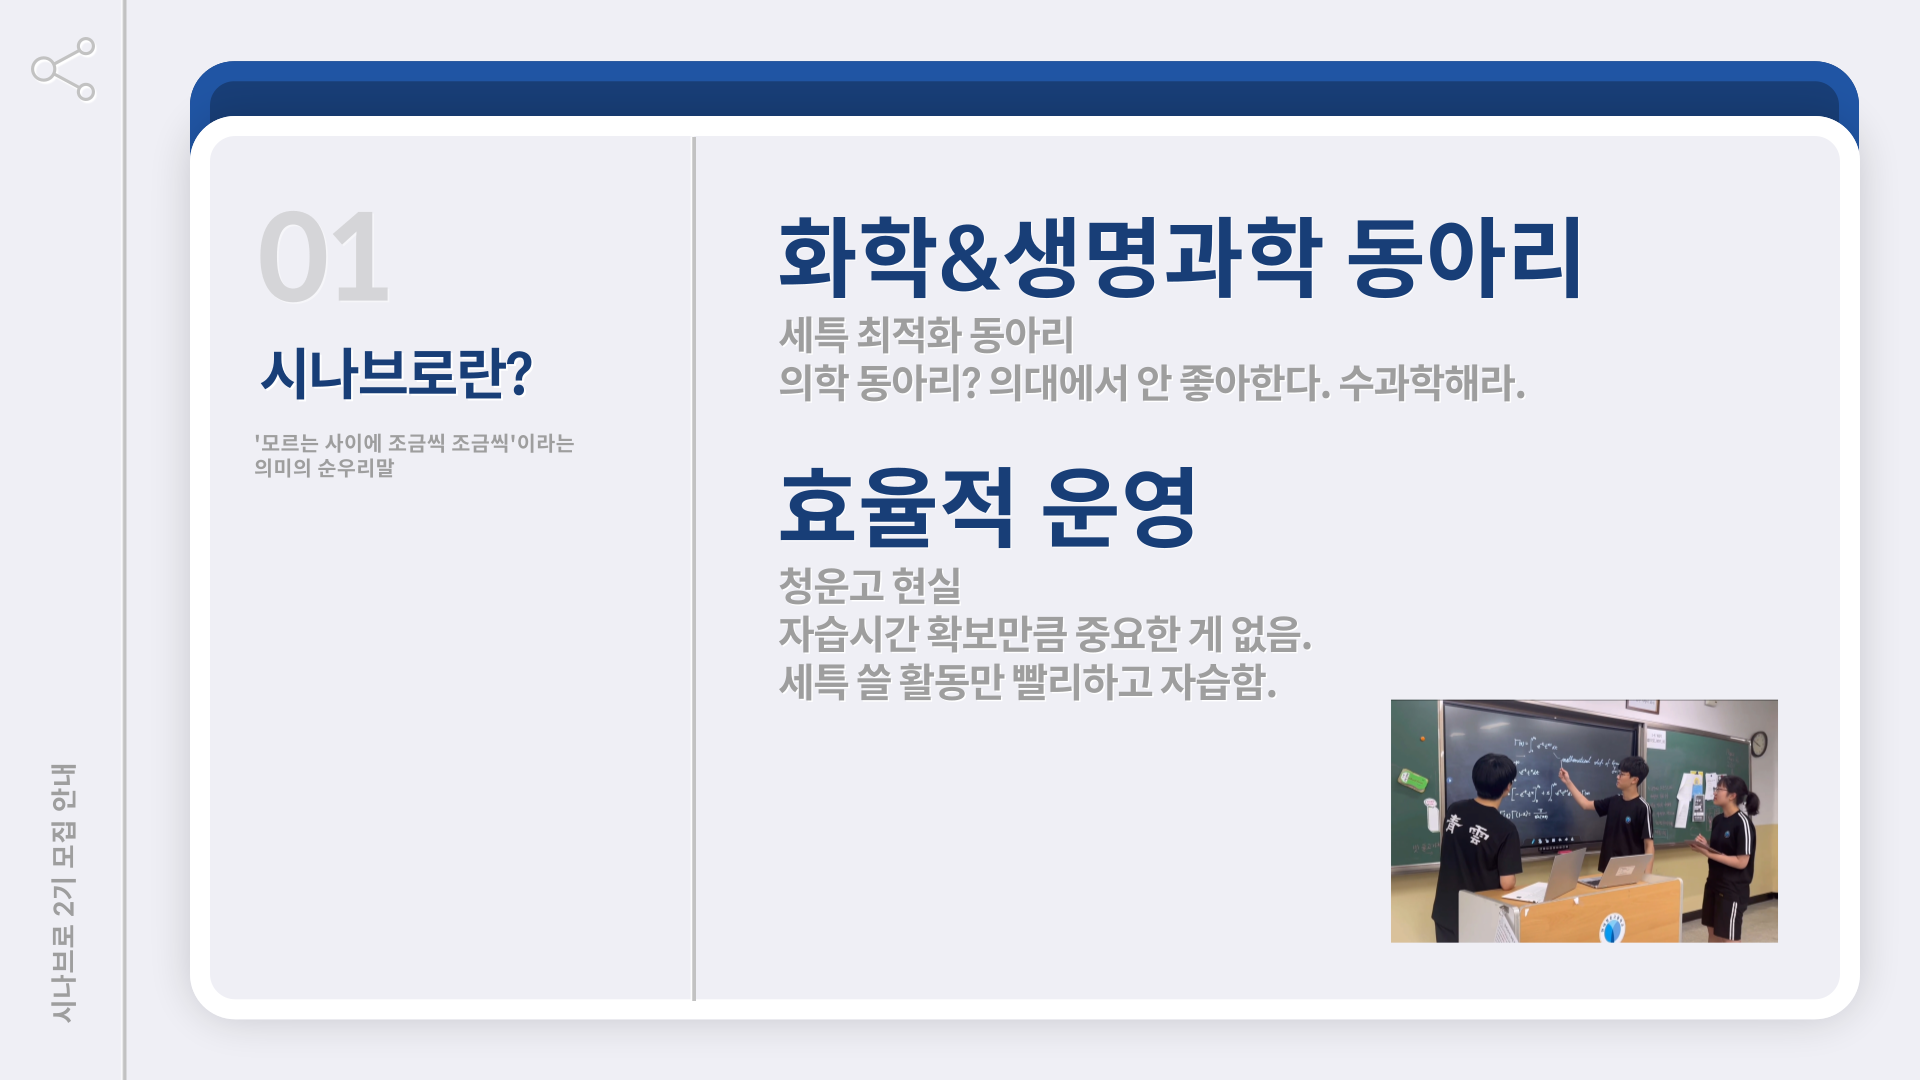 01
시나브로란?
'모르는 사이에 조금씩 조금씩'이라는
의미의 순우리말
화학&생명과학 동아리
세특 최적화 동아리
의학 동아리? 의대에서 안 좋아한다. 수과학해라.
효율적 운영
청운고 현실
자습시간 확보만큼 중요한 게 없음.
세특 쓸 활동만 빨리하고 자습함.
시나브로 2기 모집 안내
靑雲